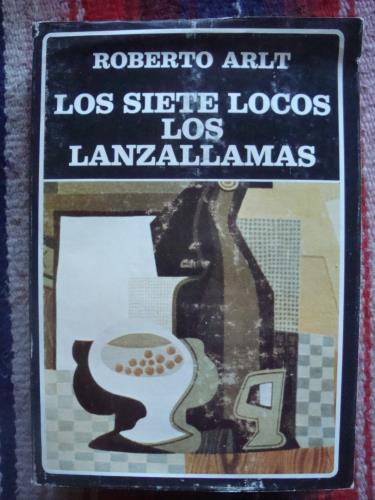 ROBERTO ARLT
LOS SIETE LOCOS
LOS
LANZALLAMAS